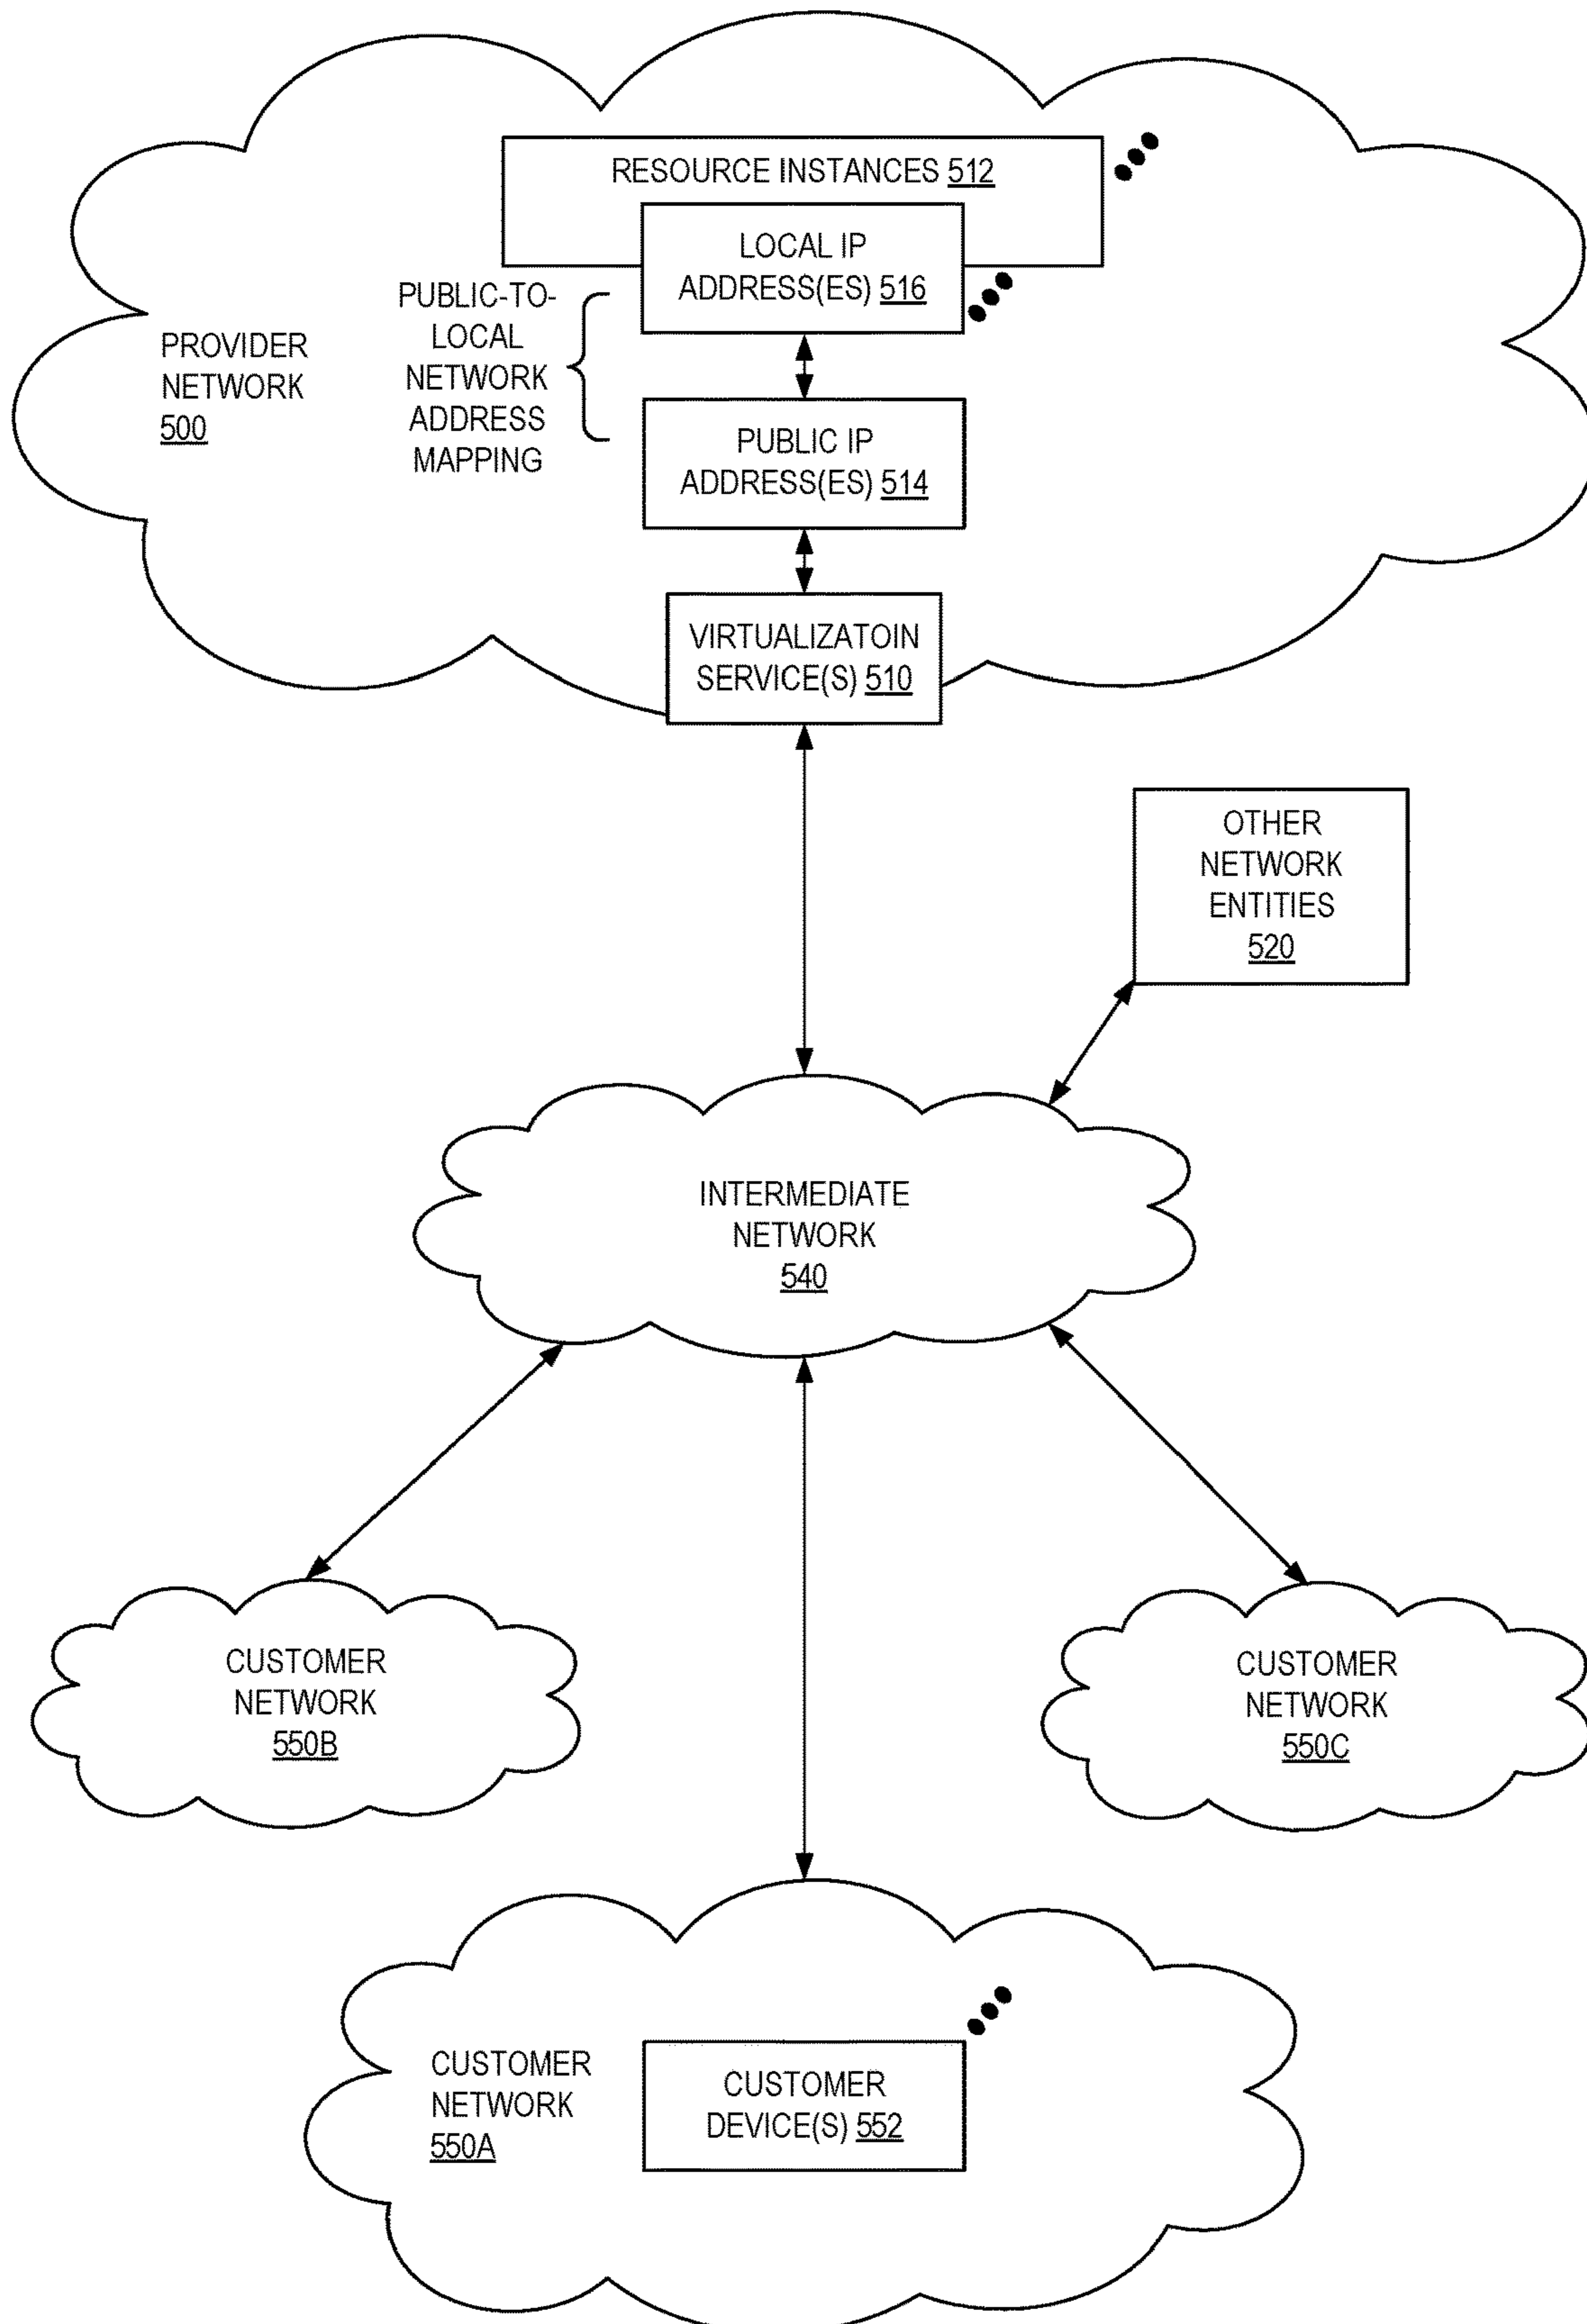 RESOURCE INSTANCES 512
LOCAL IP
ADDRESS(ES) 516
PUBLIC-TO-
LOCAL
NETWORK
ADDRESS
MAPPING
PROVIDER
NETWORK
500
PUBLIC IP
ADDRESS(ES) 514
VIRTUALIZATOIN
SERVICE(S) 510
OTHER
NETWORK
ENTITIES
520
INTERMEDIATE
NETWORK
540
CUSTOMER
NETWORK
550B
CUSTOMER
NETWORK
550C
CUSTOMER
NETWORK
550A
CUSTOMER
DEVICE(S) 552